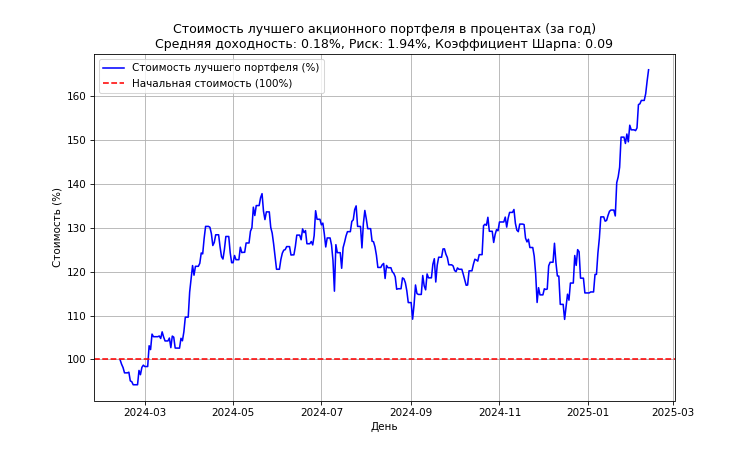 Стоимость лучшего акционного портфеля в процентах (за год)
Средняя доходность: 0.18%, Риск: 1.94%, Коэффициент Шарпа: 0.09
Стоимость лучшего портфеля (%)
Начальная стоимость (100%)
Стоимость (%)
160
150
140
130
120
110
100
2024-03
2024-05
2024-07
2024-09
2024-11
2025-01
2025-03
День